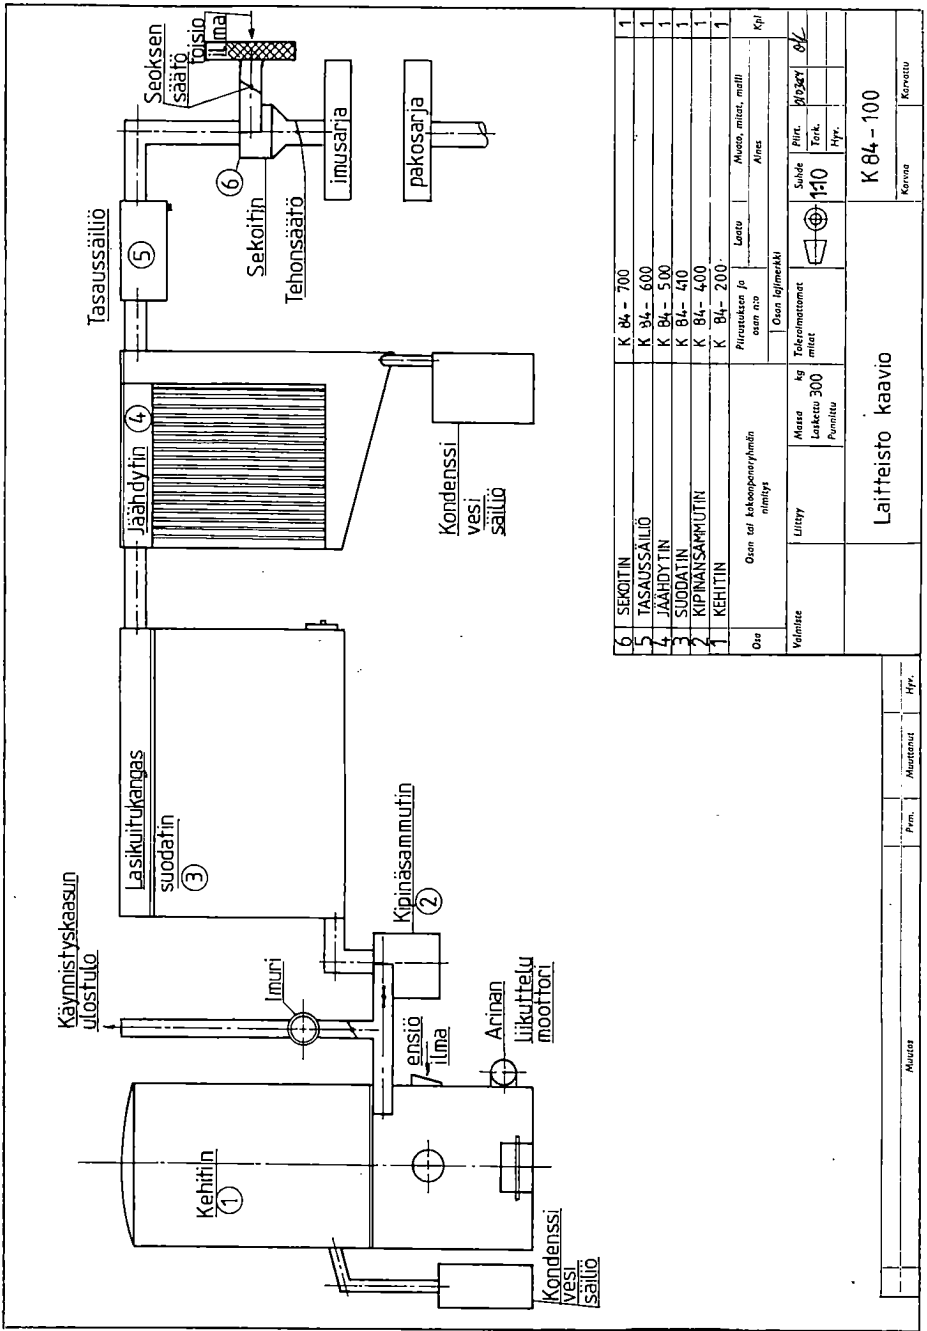 Kehitin
1
Kondenssi
vesi
säiliö
Käynnistyskaasun
ulostulo
Imuri
ensiö
ilma
Arinan
liikuttelu
moottori
Kipinäsammutin
2
Lasikuitukangas
suodatin
3
Jäähdytin 4
Kondenssi
vesi
säiliö
Tasaussäiliö
5
6
Sekoitin
Tehonsäätö
Seoksen
säätö
toisio
ilma
imusarja
pakosarja
6 SEKOITIN K 84 - 700 1
5 TASAUSSÄILIÖ K 84 - 600 1
4 JÄÄHDYTIN K 84 - 500 1
3 SUODATIN K 84 - 410 1
2 KIPINÄNSAMMUTIN K 84 - 400 1
1 KEHITIN K 84 - 200 1
Osa Osan tai kokoonpanoryhmän nimitys Piirustuksen ja osan n:o Laatu Muoto, mitat, malli Kpl
Osan lajimerkki Aines
Valmiste Liittyy Massa kg Toleroimattomat mitat Suhde Piirt.
Laskettu 300 1:10 Tark.
Punnittu Hyv.
Laitteisto kaavio K 84 - 100
Korvaa Korvattu
Muutos Pvm. Muuttanut Hyv.